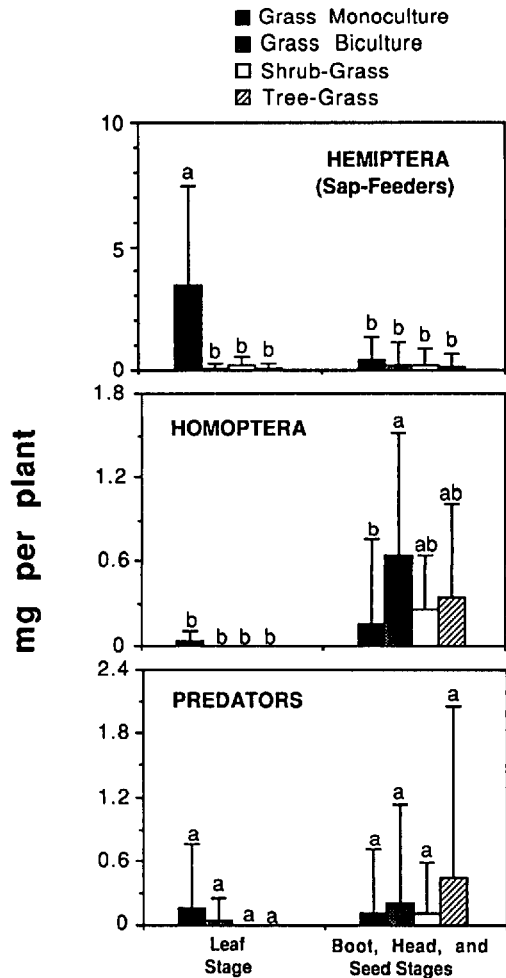 Grass Monoculture
Grass Biculture
Shrub-Grass
Tree-Grass
10
HEMIPTERA
(Sap-Feeders)
a
5
b b b
b b b b
0
1.8
HOMOPTERA
a
1.2
ab
b
ab
0.6
b b b b
0
2.4
PREDATORS
a
1.8
1.2
a
a
a
a
0.6
a
a a
0
mg per plant
Leaf
Stage
Boot, Head, and
Seed Stages